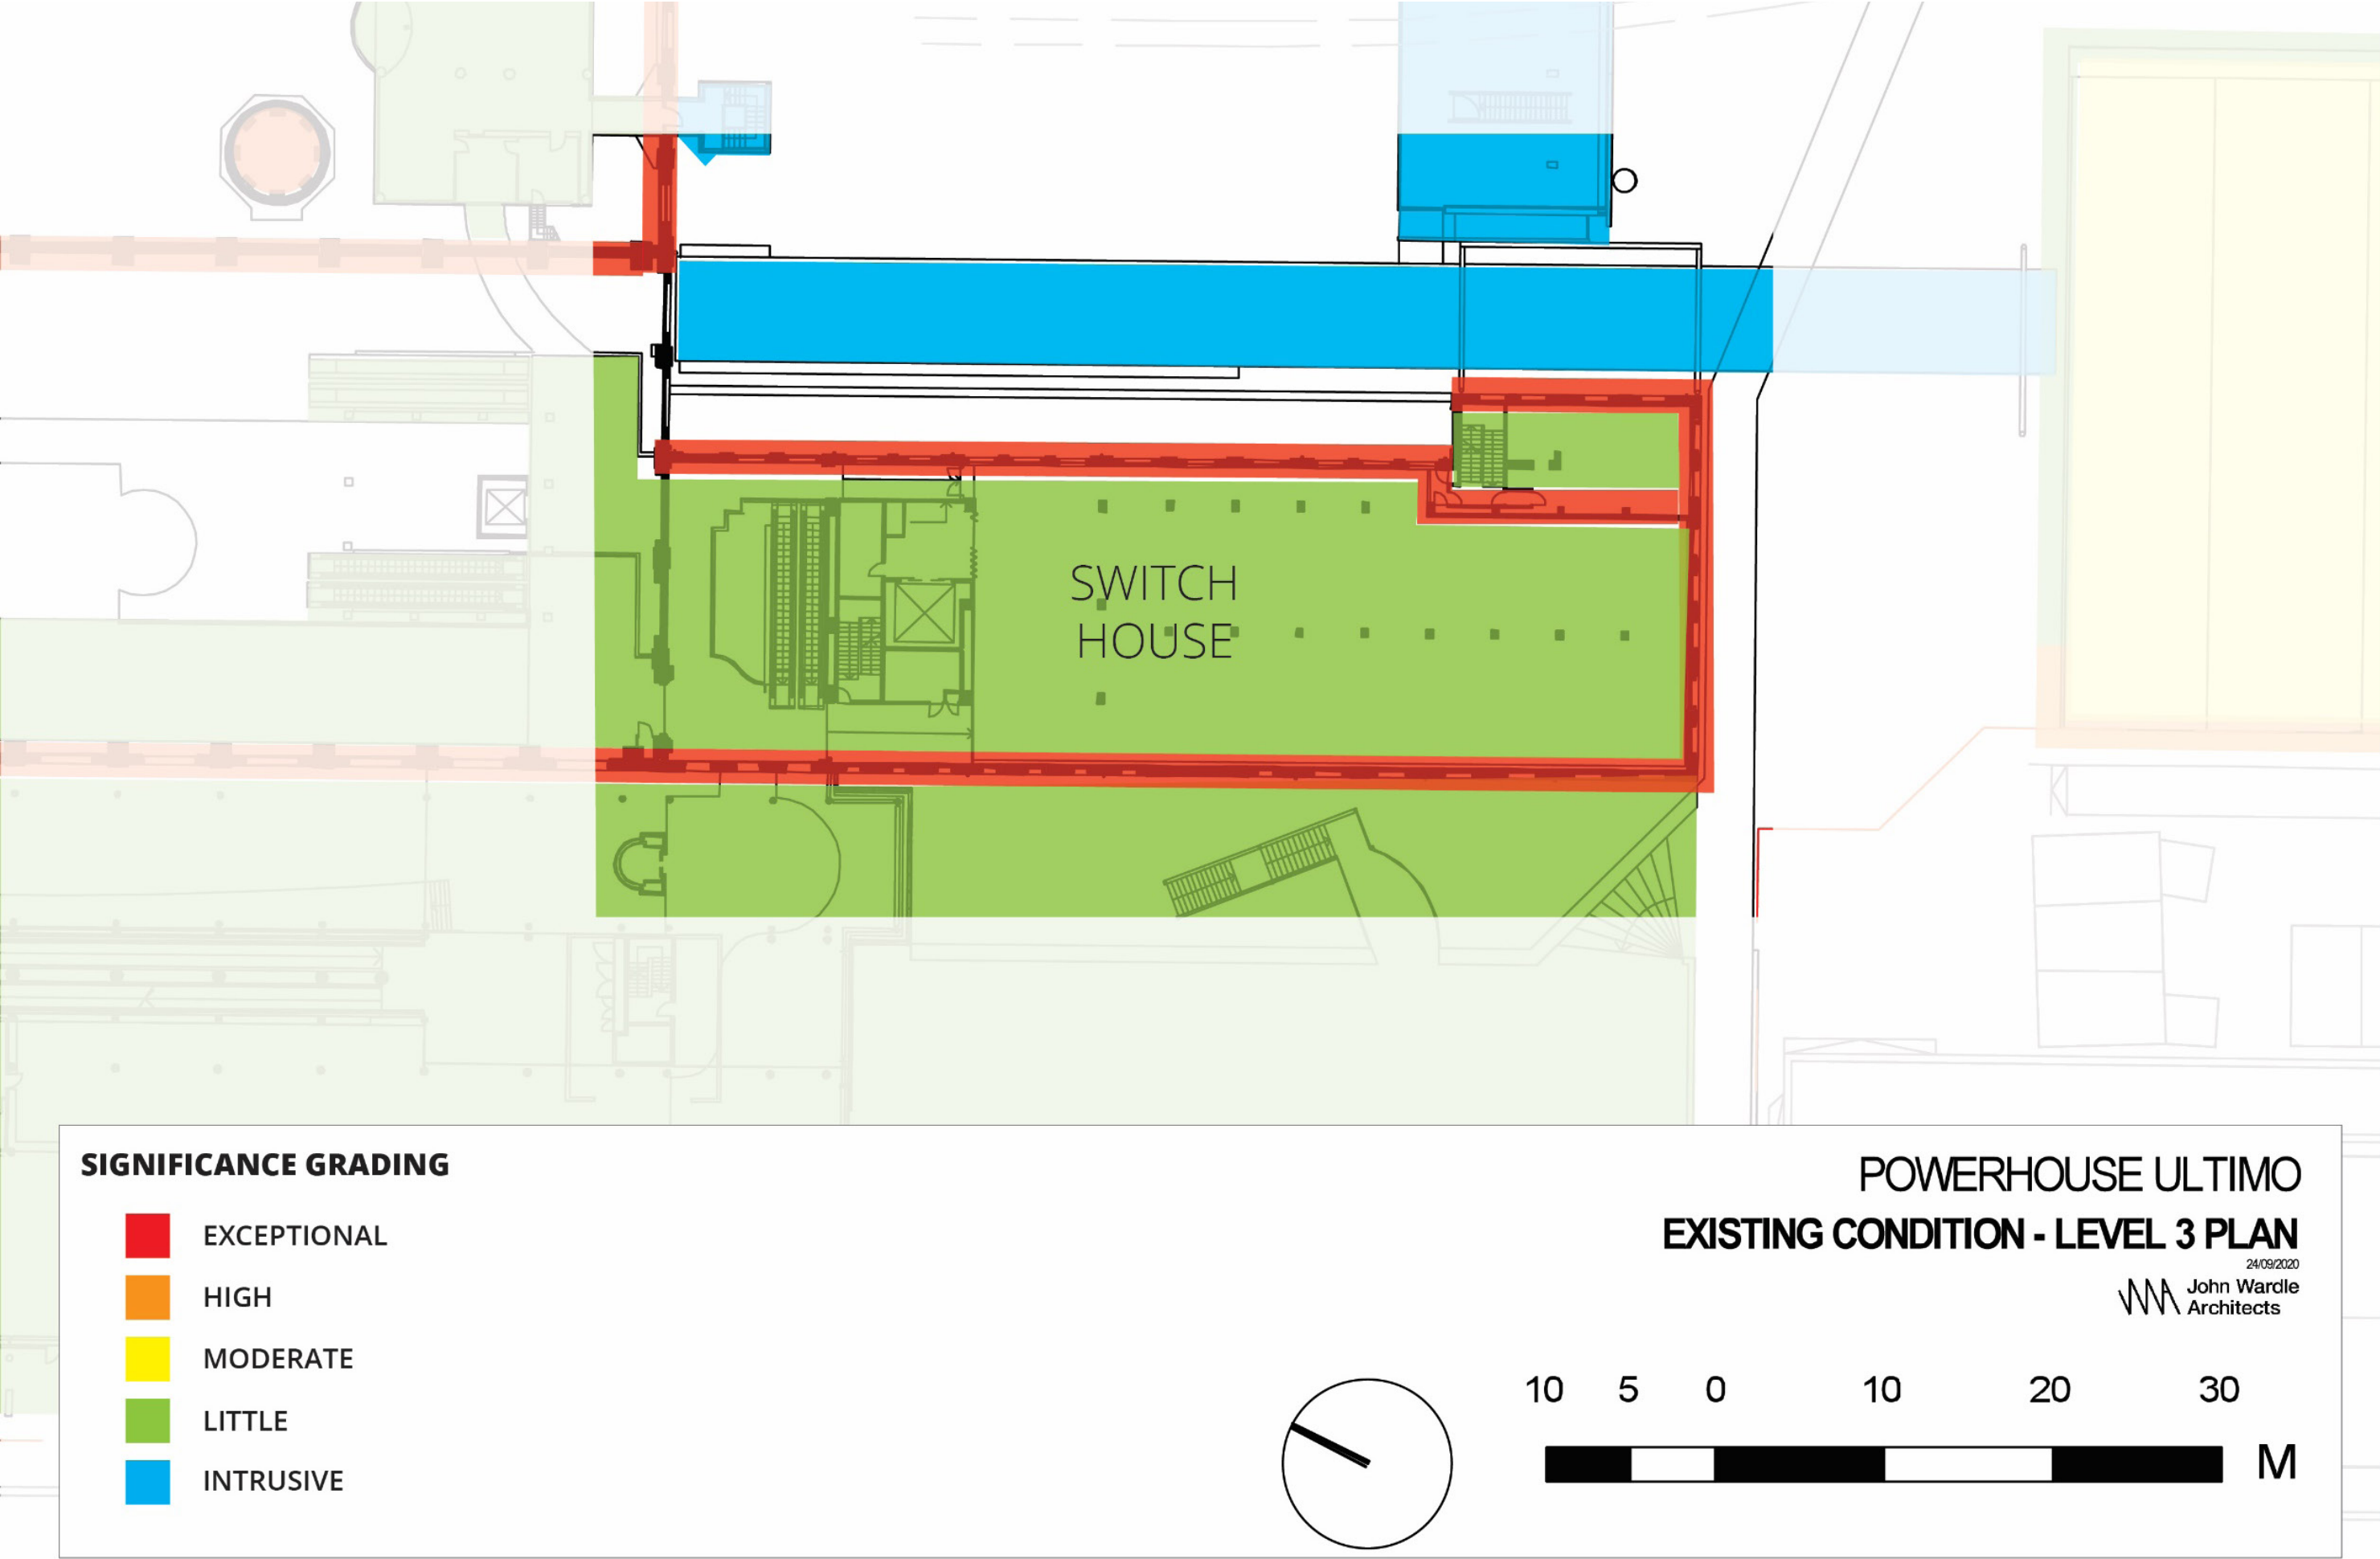 SWITCH
HOUSE
SIGNIFICANCE GRADING
EXCEPTIONAL
HIGH
MODERATE
LITTLE
INTRUSIVE
POWERHOUSE ULTIMO
EXISTING CONDITION - LEVEL 3 PLAN
24/09/2020
John Wardle
Architects
10 5 0 10 20 30
M